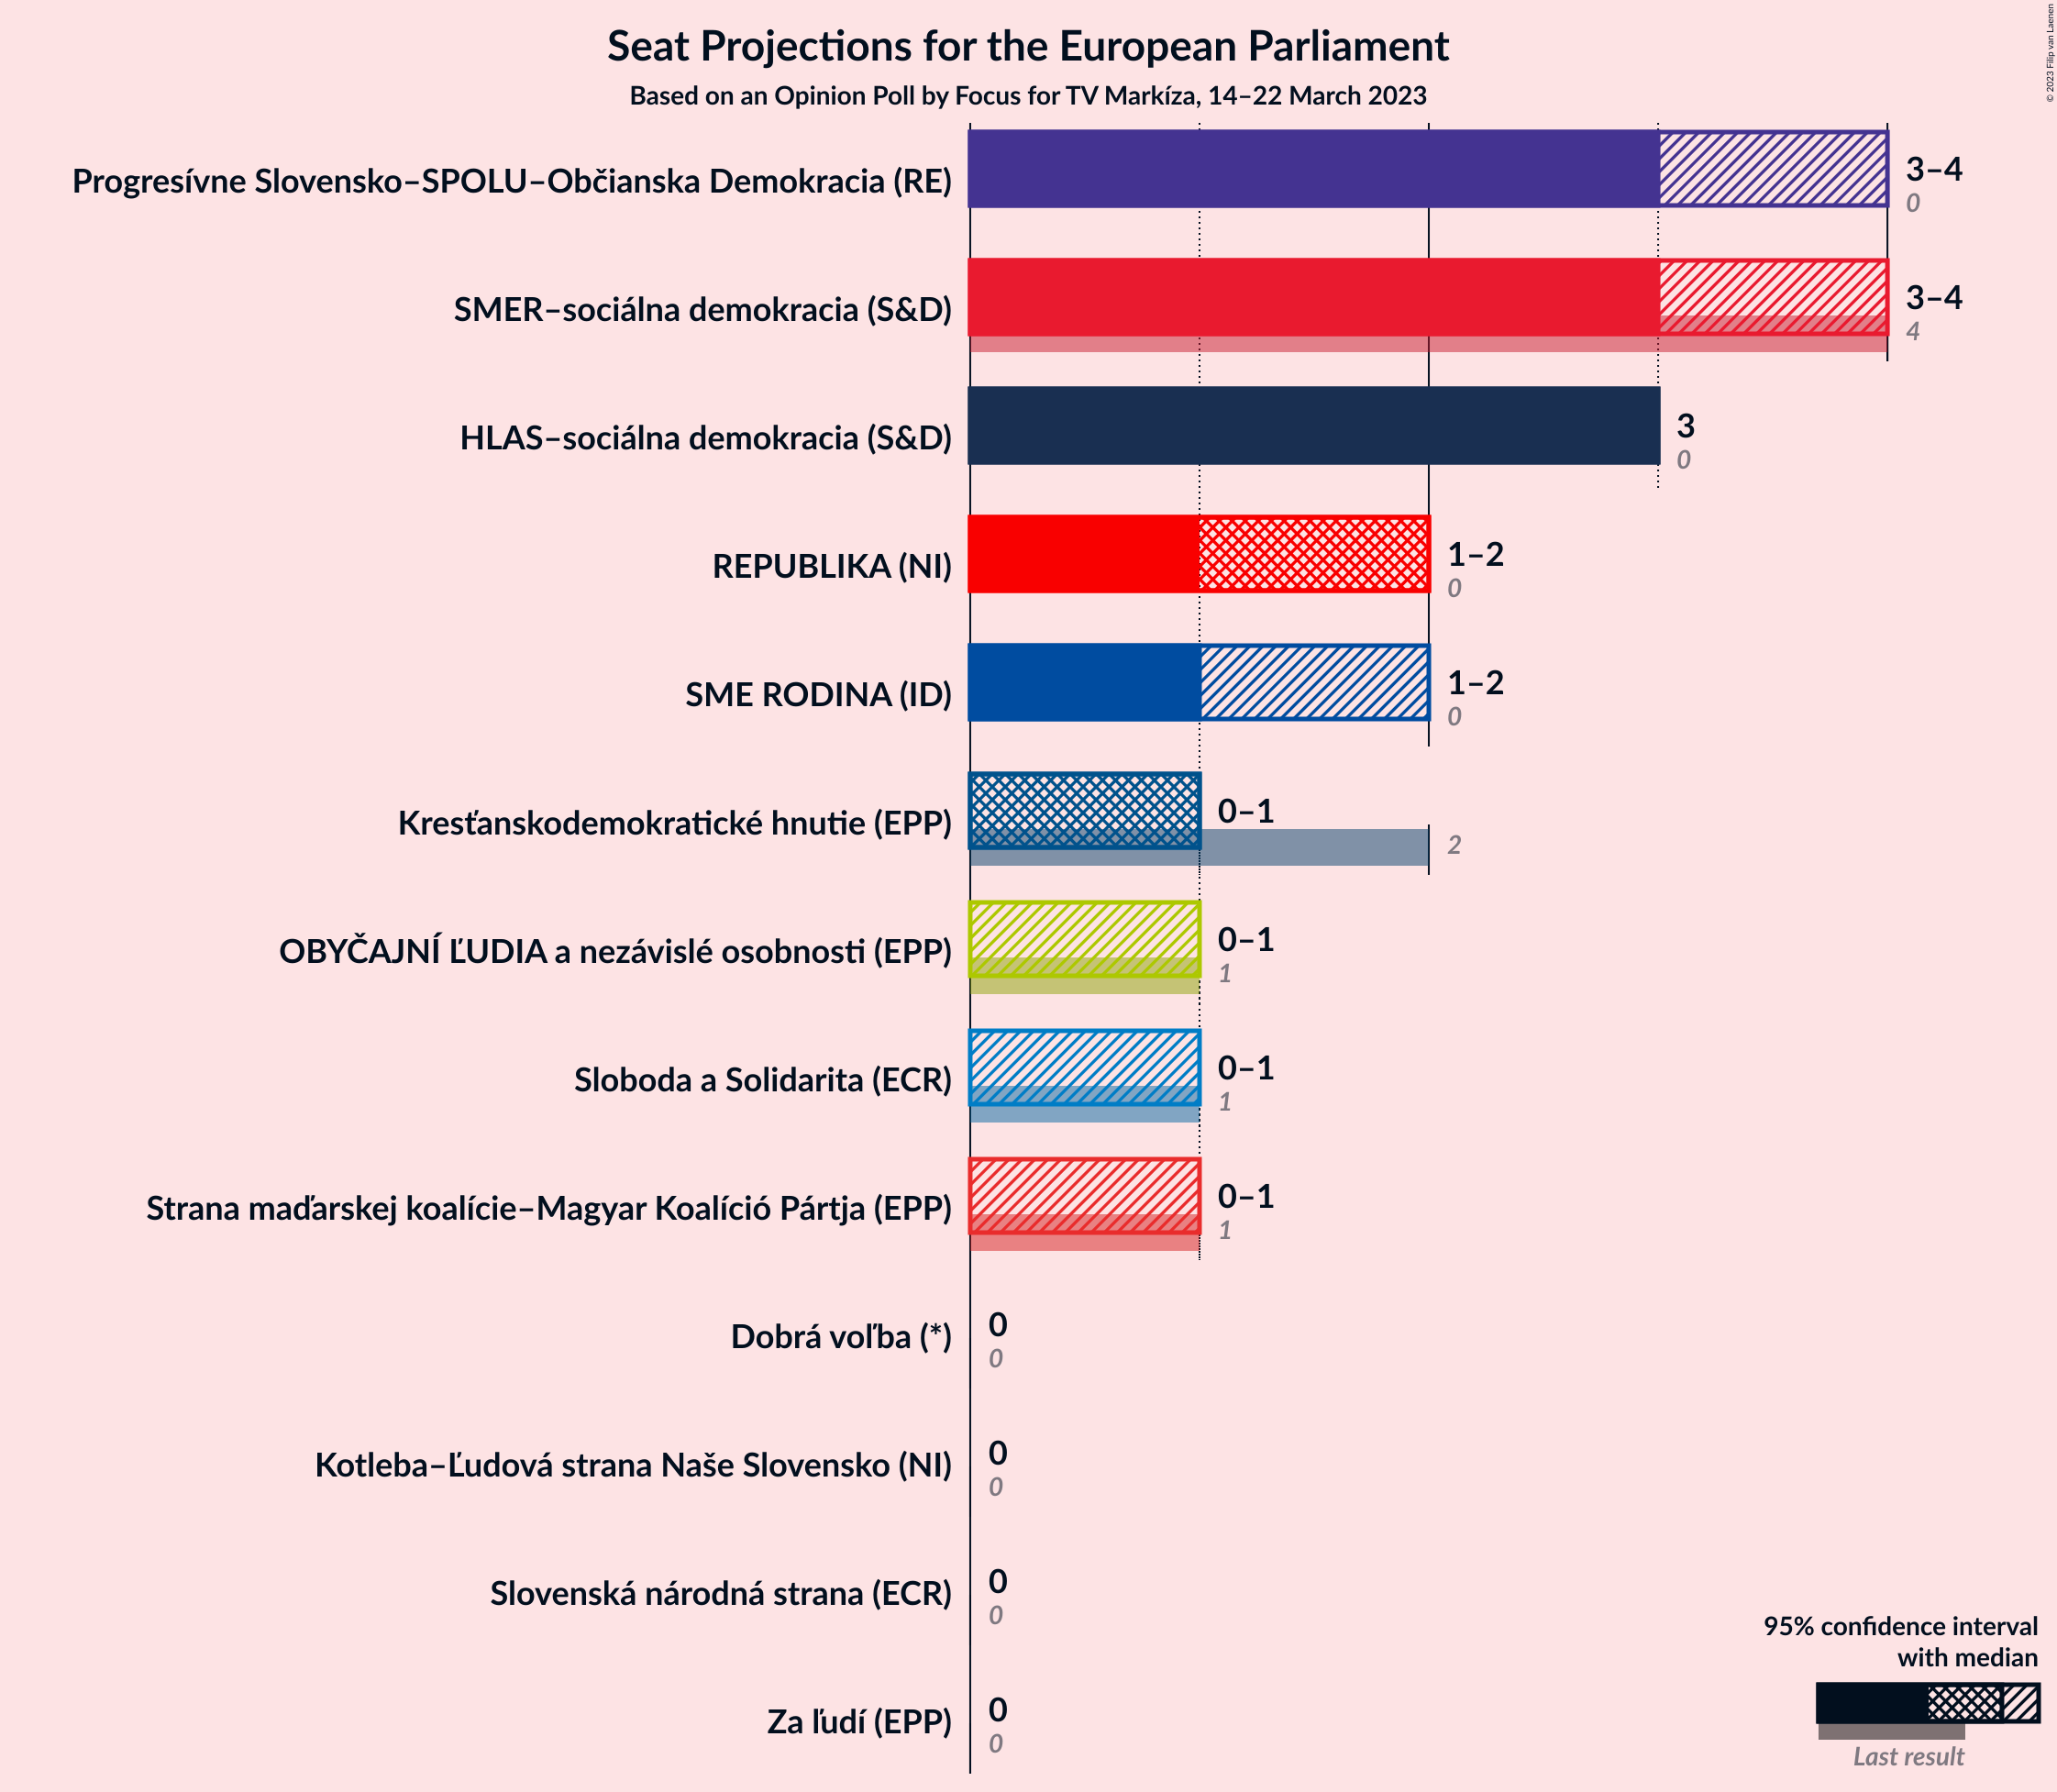 Seat Projections for the European Parliament
Based on an Opinion Poll by Focus for TV Markíza, 14–22 March 2023
© 2023 Filip van Laenen
Progresívne Slovensko–SPOLU–Občianska Demokracia (RE)
3–4
0
SMER–sociálna demokracia (S&D)
3–4
4
HLAS–sociálna demokracia (S&D)
3
0
REPUBLIKA (NI)
1–2
0
SME RODINA (ID)
1–2
0
Kresťanskodemokratické hnutie (EPP)
0–1
2
OBYČAJNÍ ĽUDIA a nezávislé osobnosti (EPP)
0–1
1
Sloboda a Solidarita (ECR)
0–1
1
Strana maďarskej koalície–Magyar Koalíció Pártja (EPP)
0–1
1
Dobrá voľba (*)
0
0
Kotleba–Ľudová strana Naše Slovensko (NI)
0
0
Slovenská národná strana (ECR)
0
0
Za ľudí (EPP)
0
0
95% confidence interval
with median
Last result